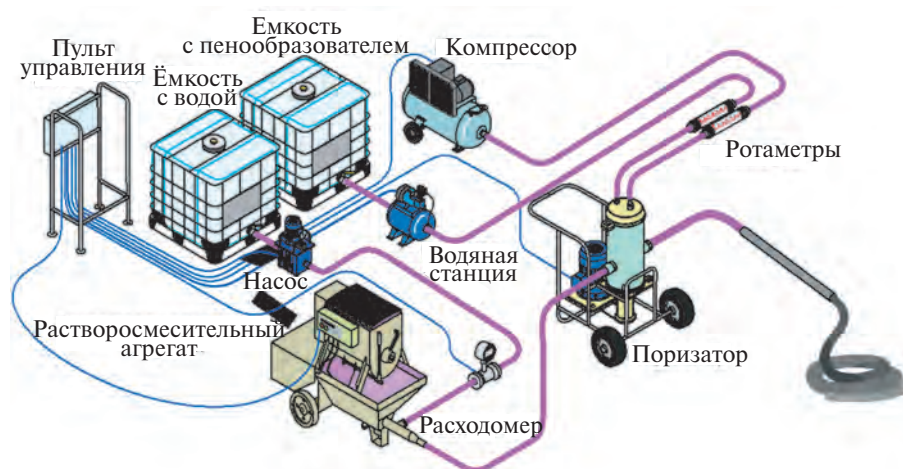 Пульт
управления
Емкость
с пенообразователем
Ёмкость
с водой
Компрессор
Ротаметры
Водяная
станция
Насос
Растворосмесительный
агрегат
Поризатор
Расходомер